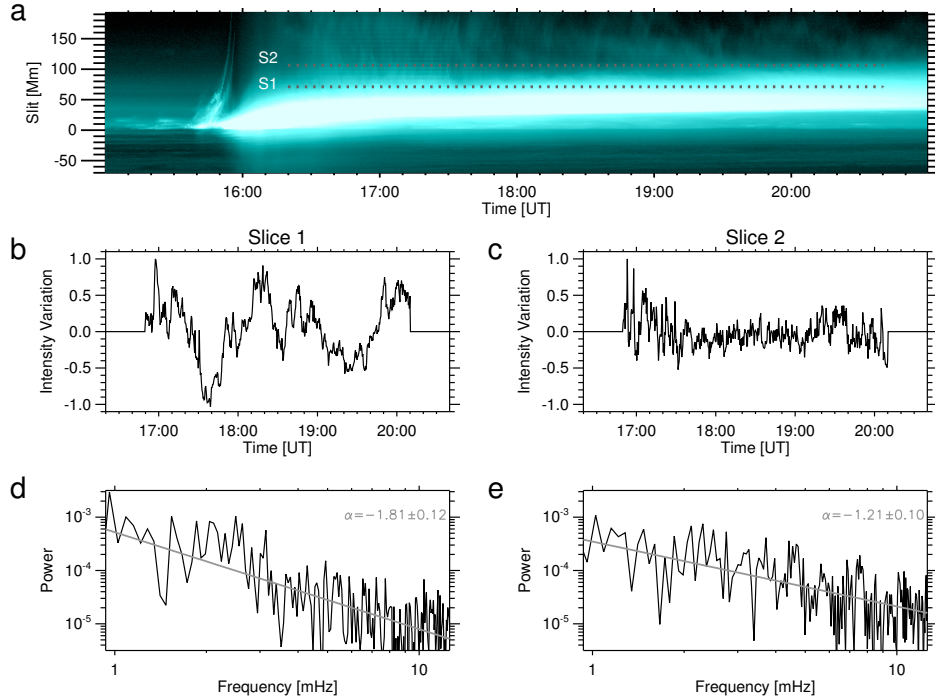 a
150
100
50
0
-50
Slit [Mm]
S2
S1
16:00 17:00 18:00 19:00 20:00
Time [UT]
b
Slice 1
1.0
0.5
0.0
-0.5
-1.0
Intensity Variation
17:00 18:00 19:00 20:00
Time [UT]
c
Slice 2
1.0
0.5
0.0
-0.5
-1.0
Intensity Variation
17:00 18:00 19:00 20:00
Time [UT]
d
α=−1.81±0.12
10⁻³
10⁻⁴
10⁻⁵
Power
1 10
Frequency [mHz]
e
α=−1.21±0.10
10⁻³
10⁻⁴
10⁻⁵
Power
1 10
Frequency [mHz]